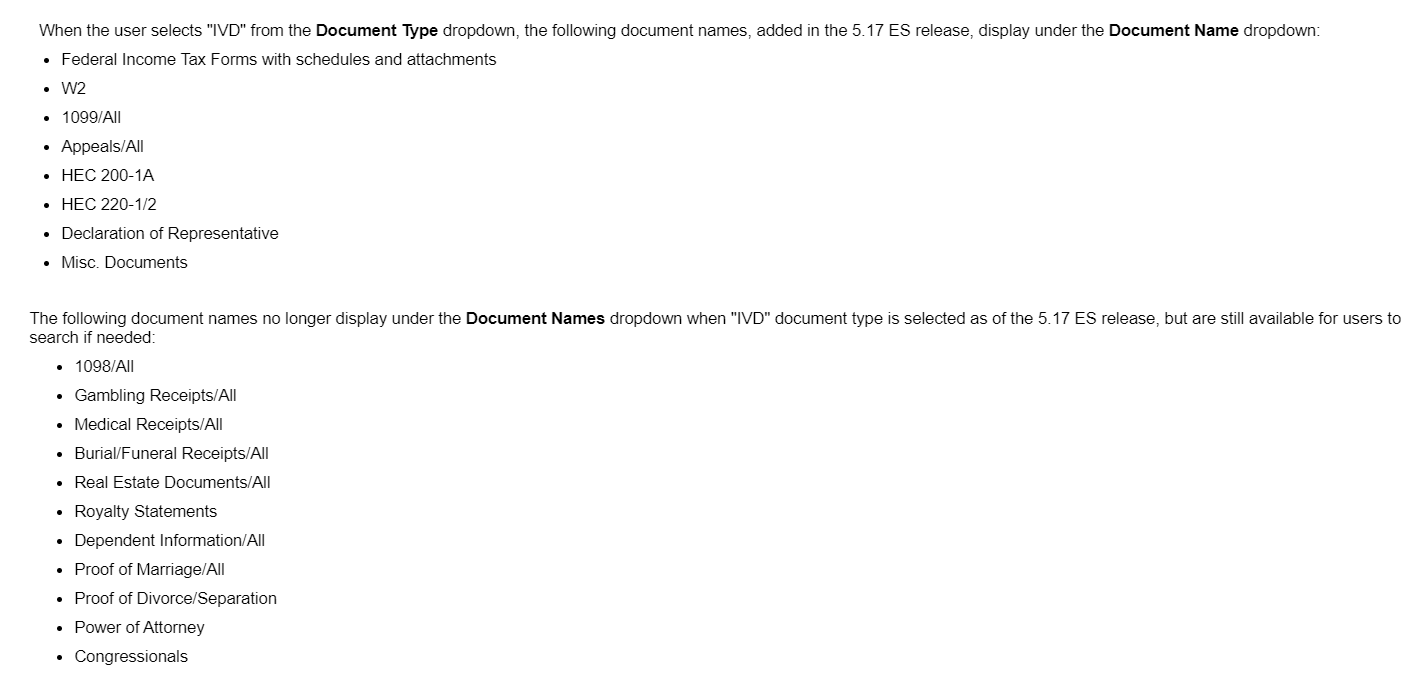 When the user selects "IVD" from the Document Type dropdown, the following document names, added in the 5.17 ES release, display under the Document Name dropdown:
• Federal Income Tax Forms with schedules and attachments
• W2
• 1099/All
• Appeals/All
• HEC 200-1A
• HEC 220-1/2
• Declaration of Representative
• Misc. Documents
The following document names no longer display under the Document Names dropdown when "IVD" document type is selected as of the 5.17 ES release, but are still available for users to
search if needed:
• 1098/All
• Gambling Receipts/All
• Medical Receipts/All
• Burial/Funeral Receipts/All
• Real Estate Documents/All
• Royalty Statements
• Dependent Information/All
• Proof of Marriage/All
• Proof of Divorce/Separation
• Power of Attorney
• Congressionals